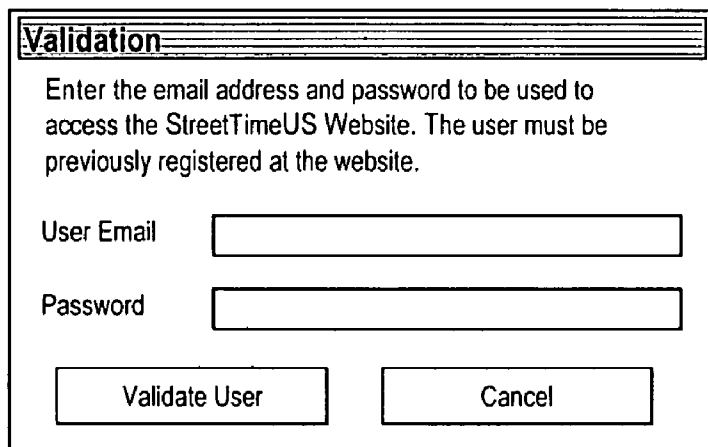 Validation
Enter the email address and password to be used to
access the StreetTimeUS Website. The user must be
previously registered at the website.
User Email
Password
Validate User
Cancel